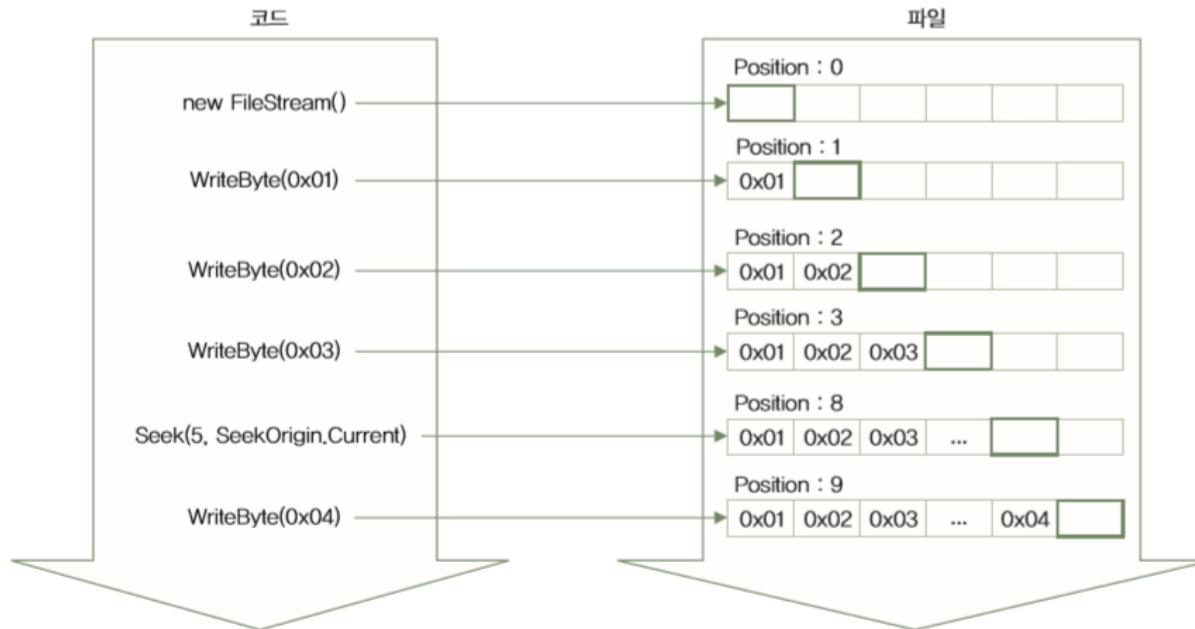 코드
파일
Position : 0
new FileStream()
Position : 1
WriteByte(0x01)
0x01
Position : 2
WriteByte(0x02)
0x01 0x02
Position : 3
WriteByte(0x03)
0x01 0x02 0x03
Position : 8
Seek(5, SeekOrigin.Current)
0x01 0x02 0x03 ...
Position : 9
WriteByte(0x04)
0x01 0x02 0x03 ... 0x04